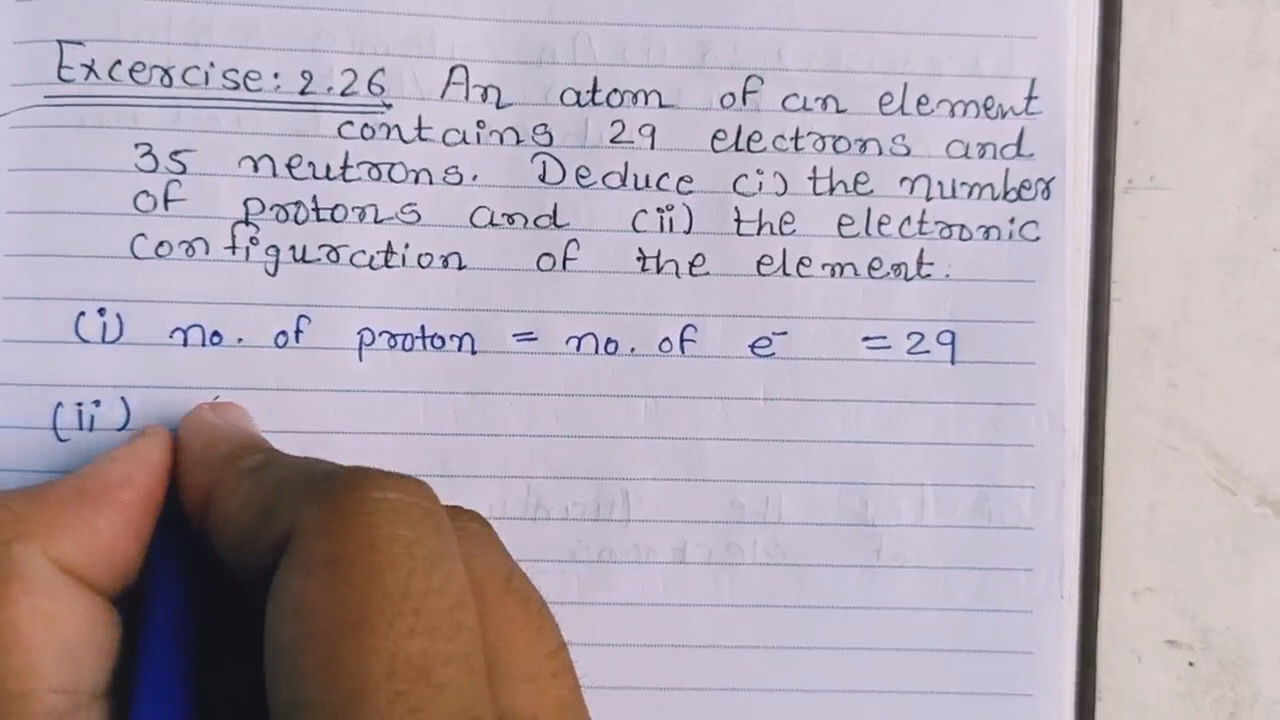 Excercise: 2.26 An atom of an element
contains 29 electrons and
35 neutrons. Deduce (i) the number
of protons and (ii) the electronic
configuration of the element.
(i) no. of proton = no. of e⁻ = 29
(ii)